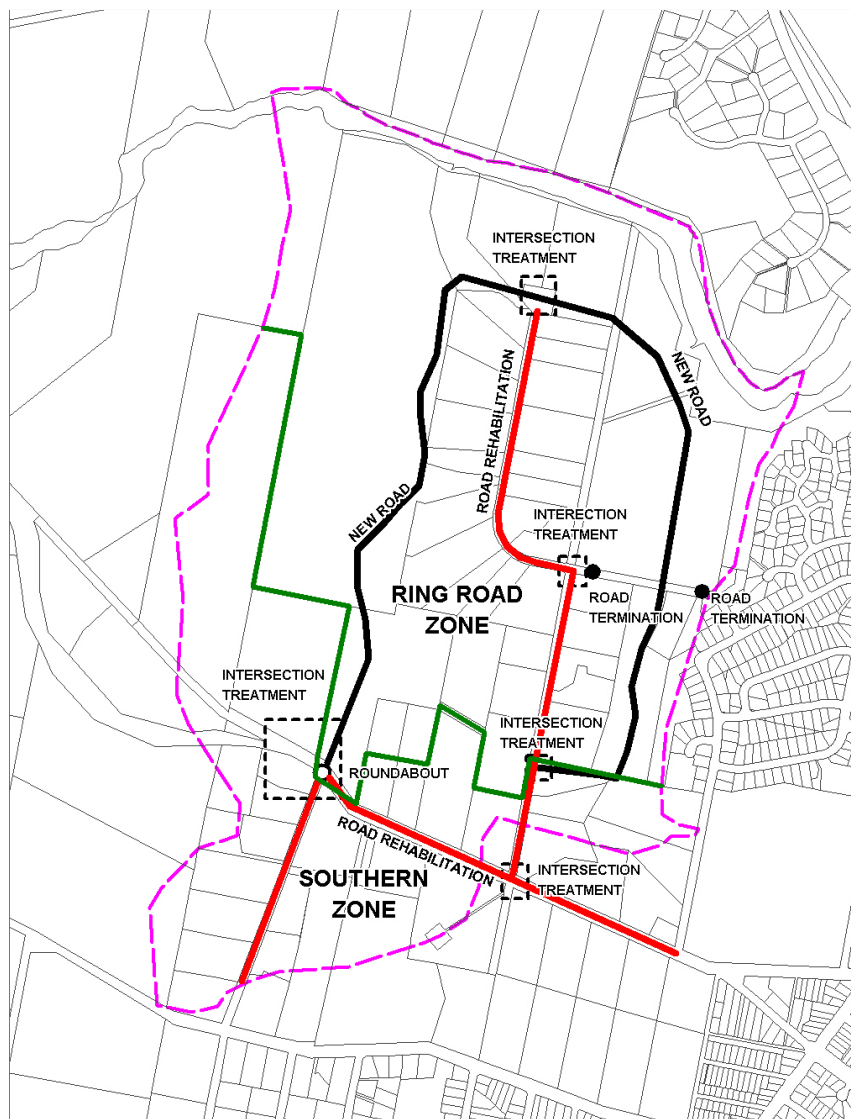 INTERSECTION
TREATMENT
NEW ROAD
ROAD REHABILITATION
NEW ROAD
INTERECTION
TREATMENT
RING ROAD
ZONE
ROAD
TERMINATION
ROAD
TERMINATION
INTERSECTION
TREATMENT
INTERSECTION
TREATMENT
ROUNDABOUT
ROAD REHABILITATION
SOUTHERN
ZONE
INTERSECTION
TREATMENT